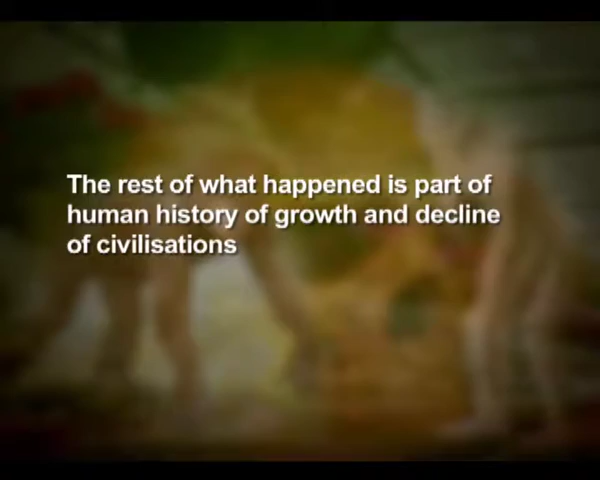 The rest of what happened is part of
human history of growth and decline
of civilisations